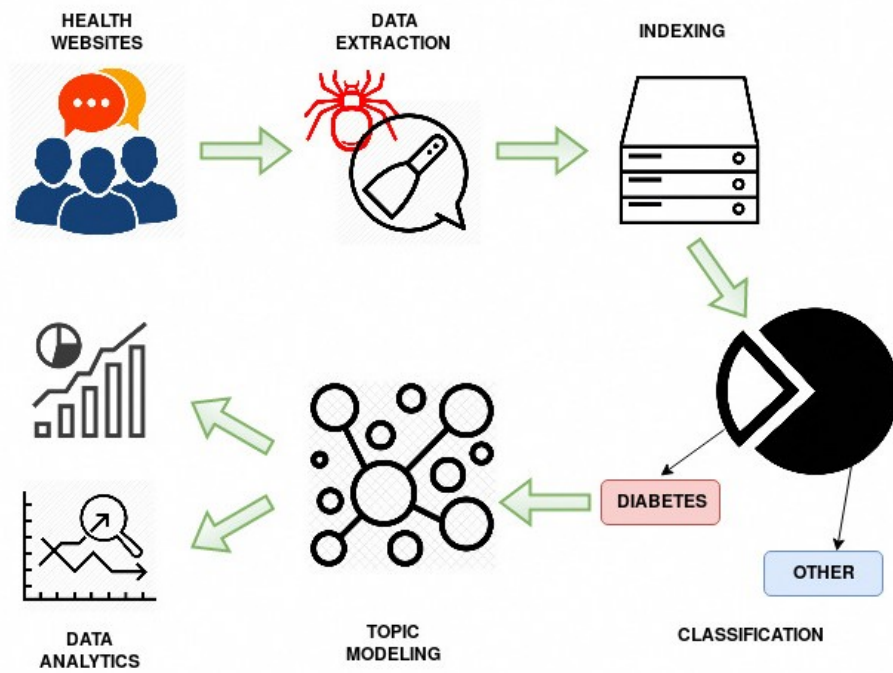 HEALTH
WEBSITES
DATA
EXTRACTION
INDEXING
DIABETES
OTHER
CLASSIFICATION
TOPIC
MODELING
DATA
ANALYTICS